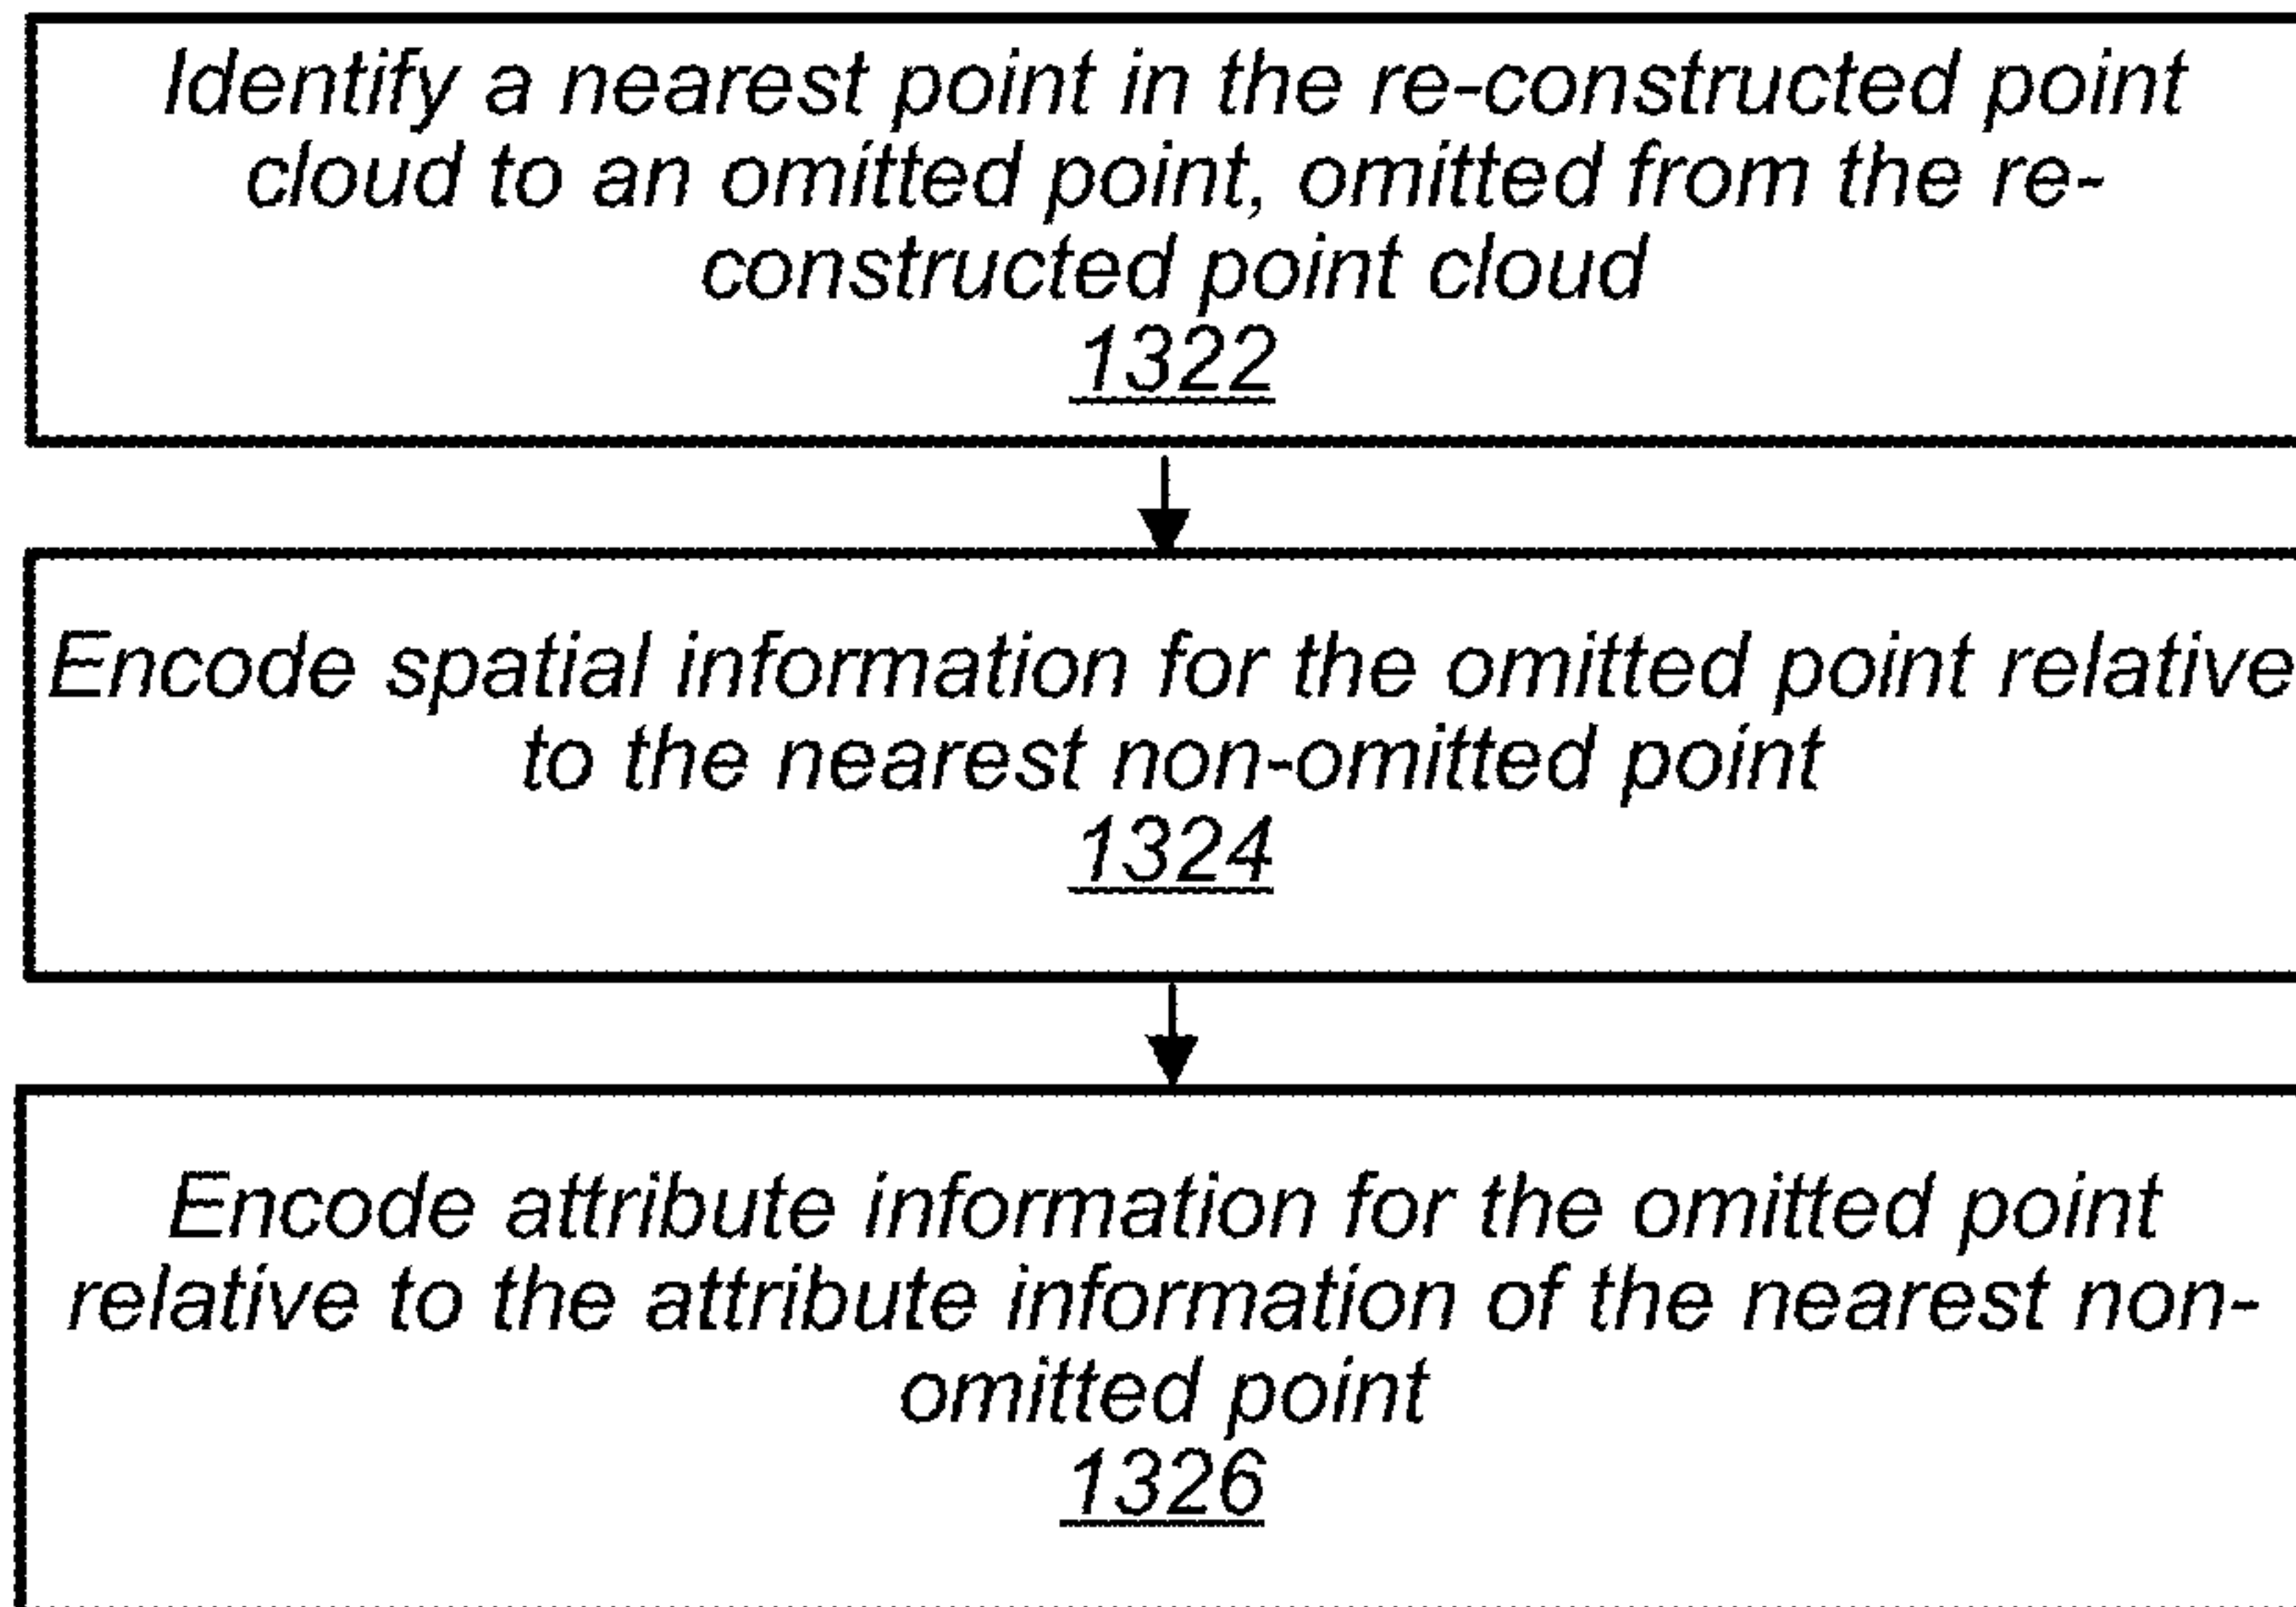 Identify a nearest point in the re-constructed point
cloud to an omitted point, omitted from the re-
constructed point cloud
1322
Encode spatial information for the omitted point relative
to the nearest non-omitted point
1324
Encode attribute information for the omitted point
relative to the attribute information of the nearest non-
omitted point
1326